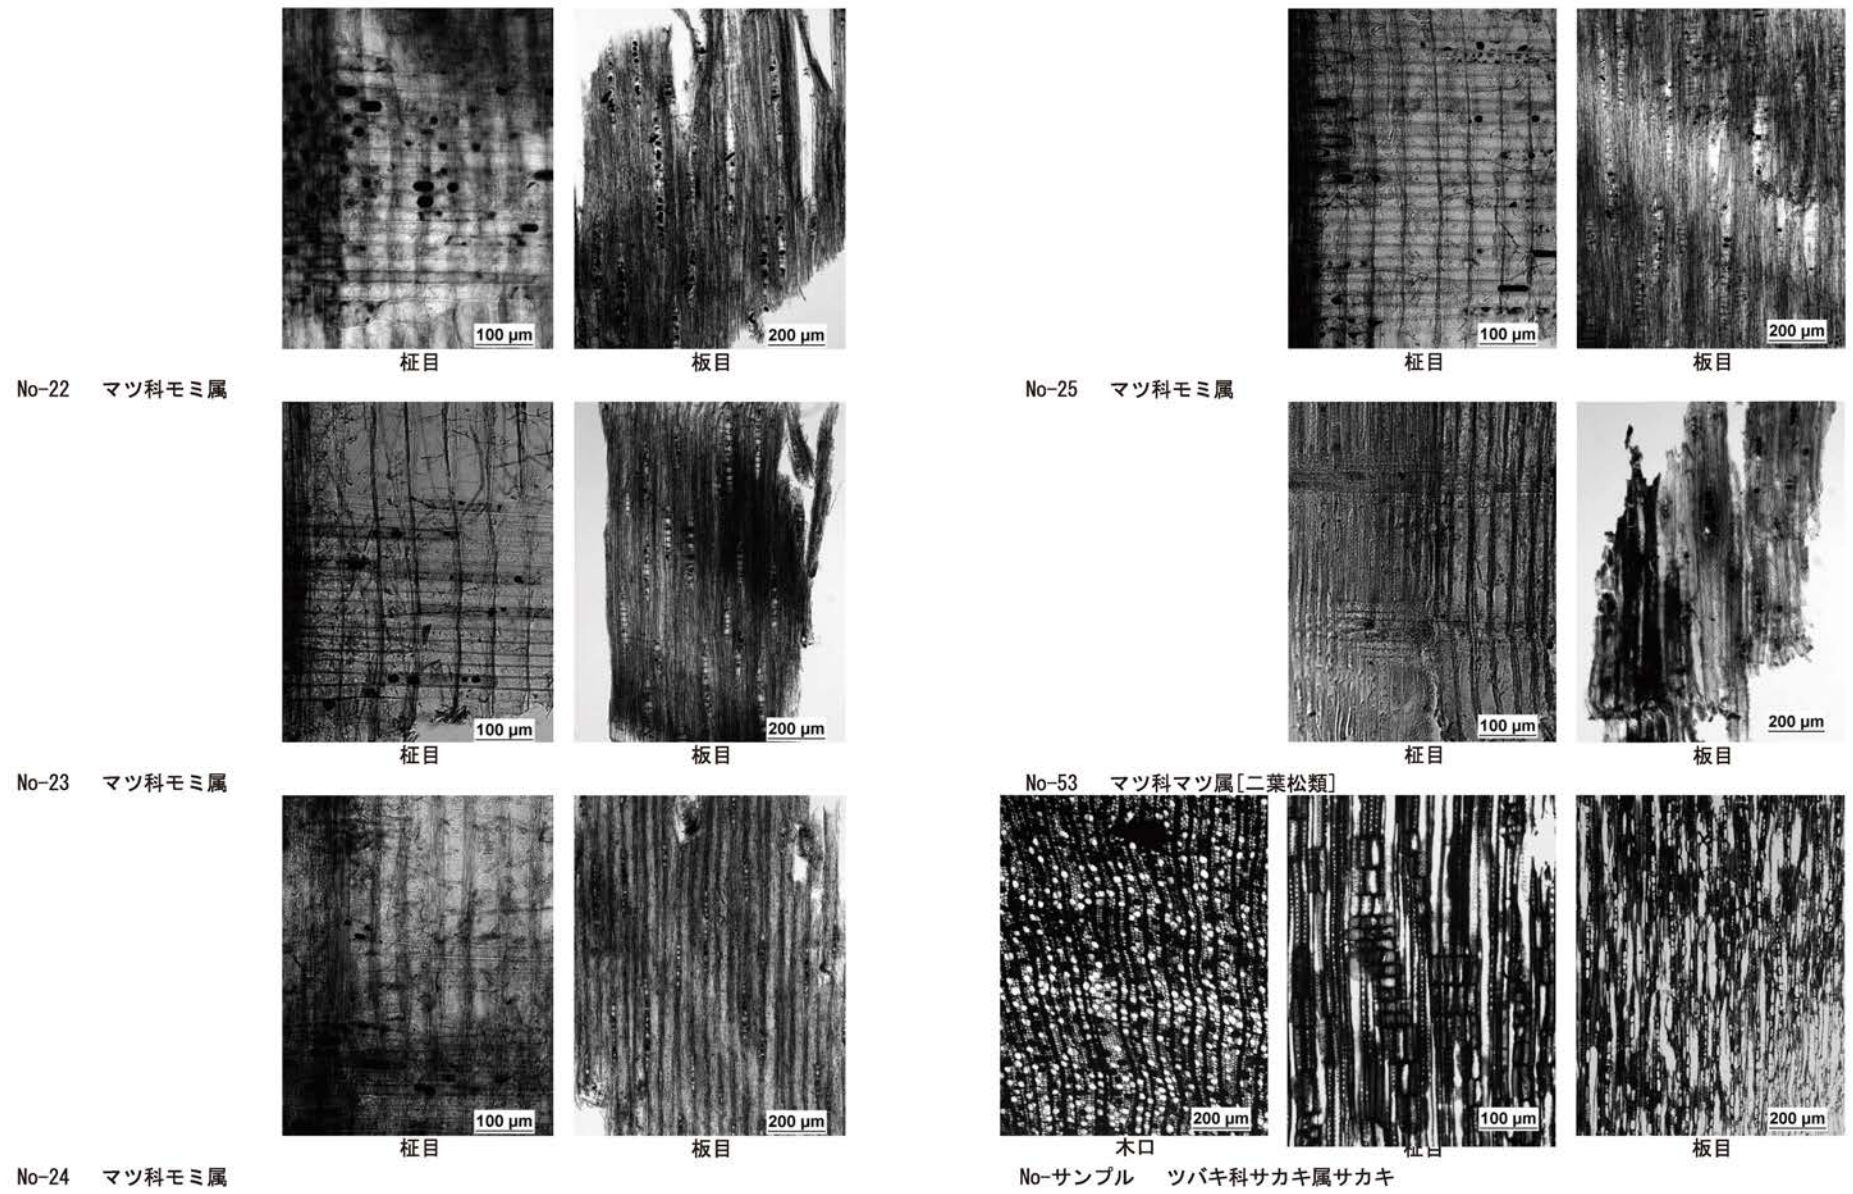 100 μm
200 μm
柾目
板目
No-22 マツ科モミ属
100 μm
200 μm
柾目
板目
No-23 マツ科モミ属
100 μm
200 μm
柾目
板目
No-24 マツ科モミ属
100 μm
200 μm
柾目
板目
No-25 マツ科モミ属
100 μm
200 μm
柾目
板目
No-53 マツ科マツ属[二葉松類]
200 μm
100 μm
200 μm
木口
柾目
板目
No-サンプル ツバキ科サカキ属サカキ